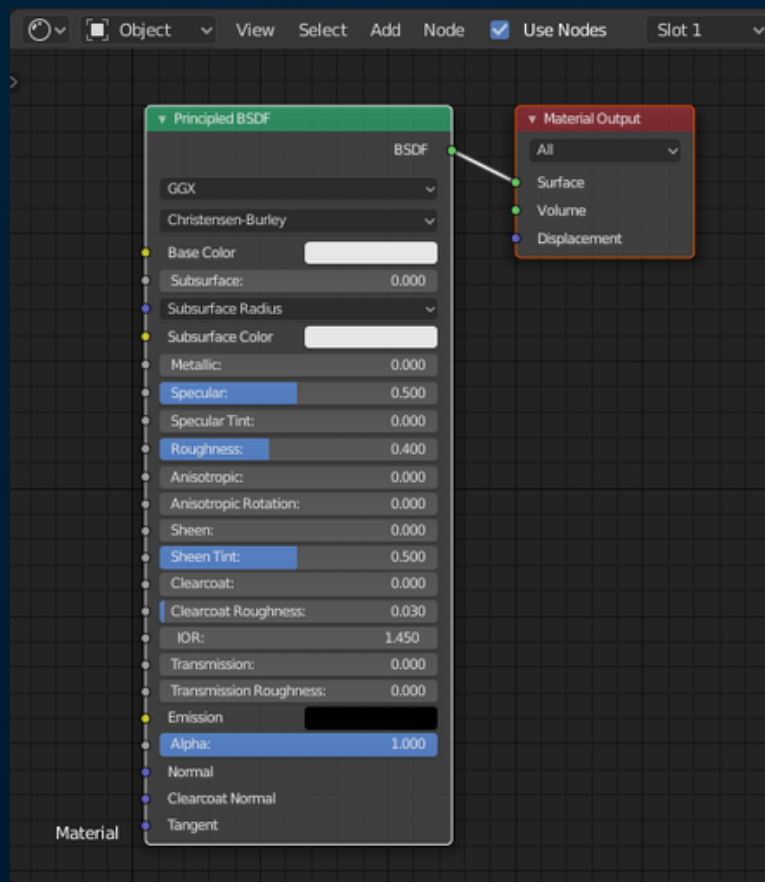 Object View Select Add Node Use Nodes Slot 1
Principled BSDF
BSDF
GGX
Christensen-Burley
Base Color
Subsurface: 0.000
Subsurface Radius
Subsurface Color
Metallic: 0.000
Specular: 0.500
Specular Tint: 0.000
Roughness: 0.400
Anisotropic: 0.000
Anisotropic Rotation: 0.000
Sheen: 0.000
Sheen Tint: 0.500
Clearcoat: 0.000
Clearcoat Roughness: 0.030
IOR: 1.450
Transmission: 0.000
Transmission Roughness: 0.000
Emission
Alpha: 1.000
Normal
Clearcoat Normal
Tangent
Material Output
All
Surface
Volume
Displacement
Material